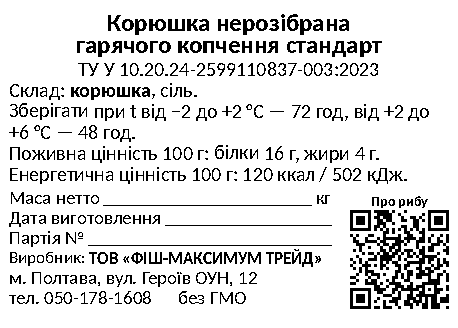 Корюшка нерозібрана
гарячого копчення стандарт
ТУ У 10.20.24-2599110837-003:2023
Склад: корюшка, сіль.
Зберігати при t від −2 до +2 °C — 72 год, від +2 до
+6 °C — 48 год.
Поживна цінність 100 г: білки 16 г, жири 4 г.
Енергетична цінність 100 г: 120 ккал / 502 кДж.
Маса нетто ______________________ кг
Про рибу
Дата виготовлення _________________
Партія № _________________________
Виробник: ТОВ «ФІШ-МАКСИМУМ ТРЕЙД»
м. Полтава, вул. Героїв ОУН, 12
тел. 050-178-1608 без ГМО